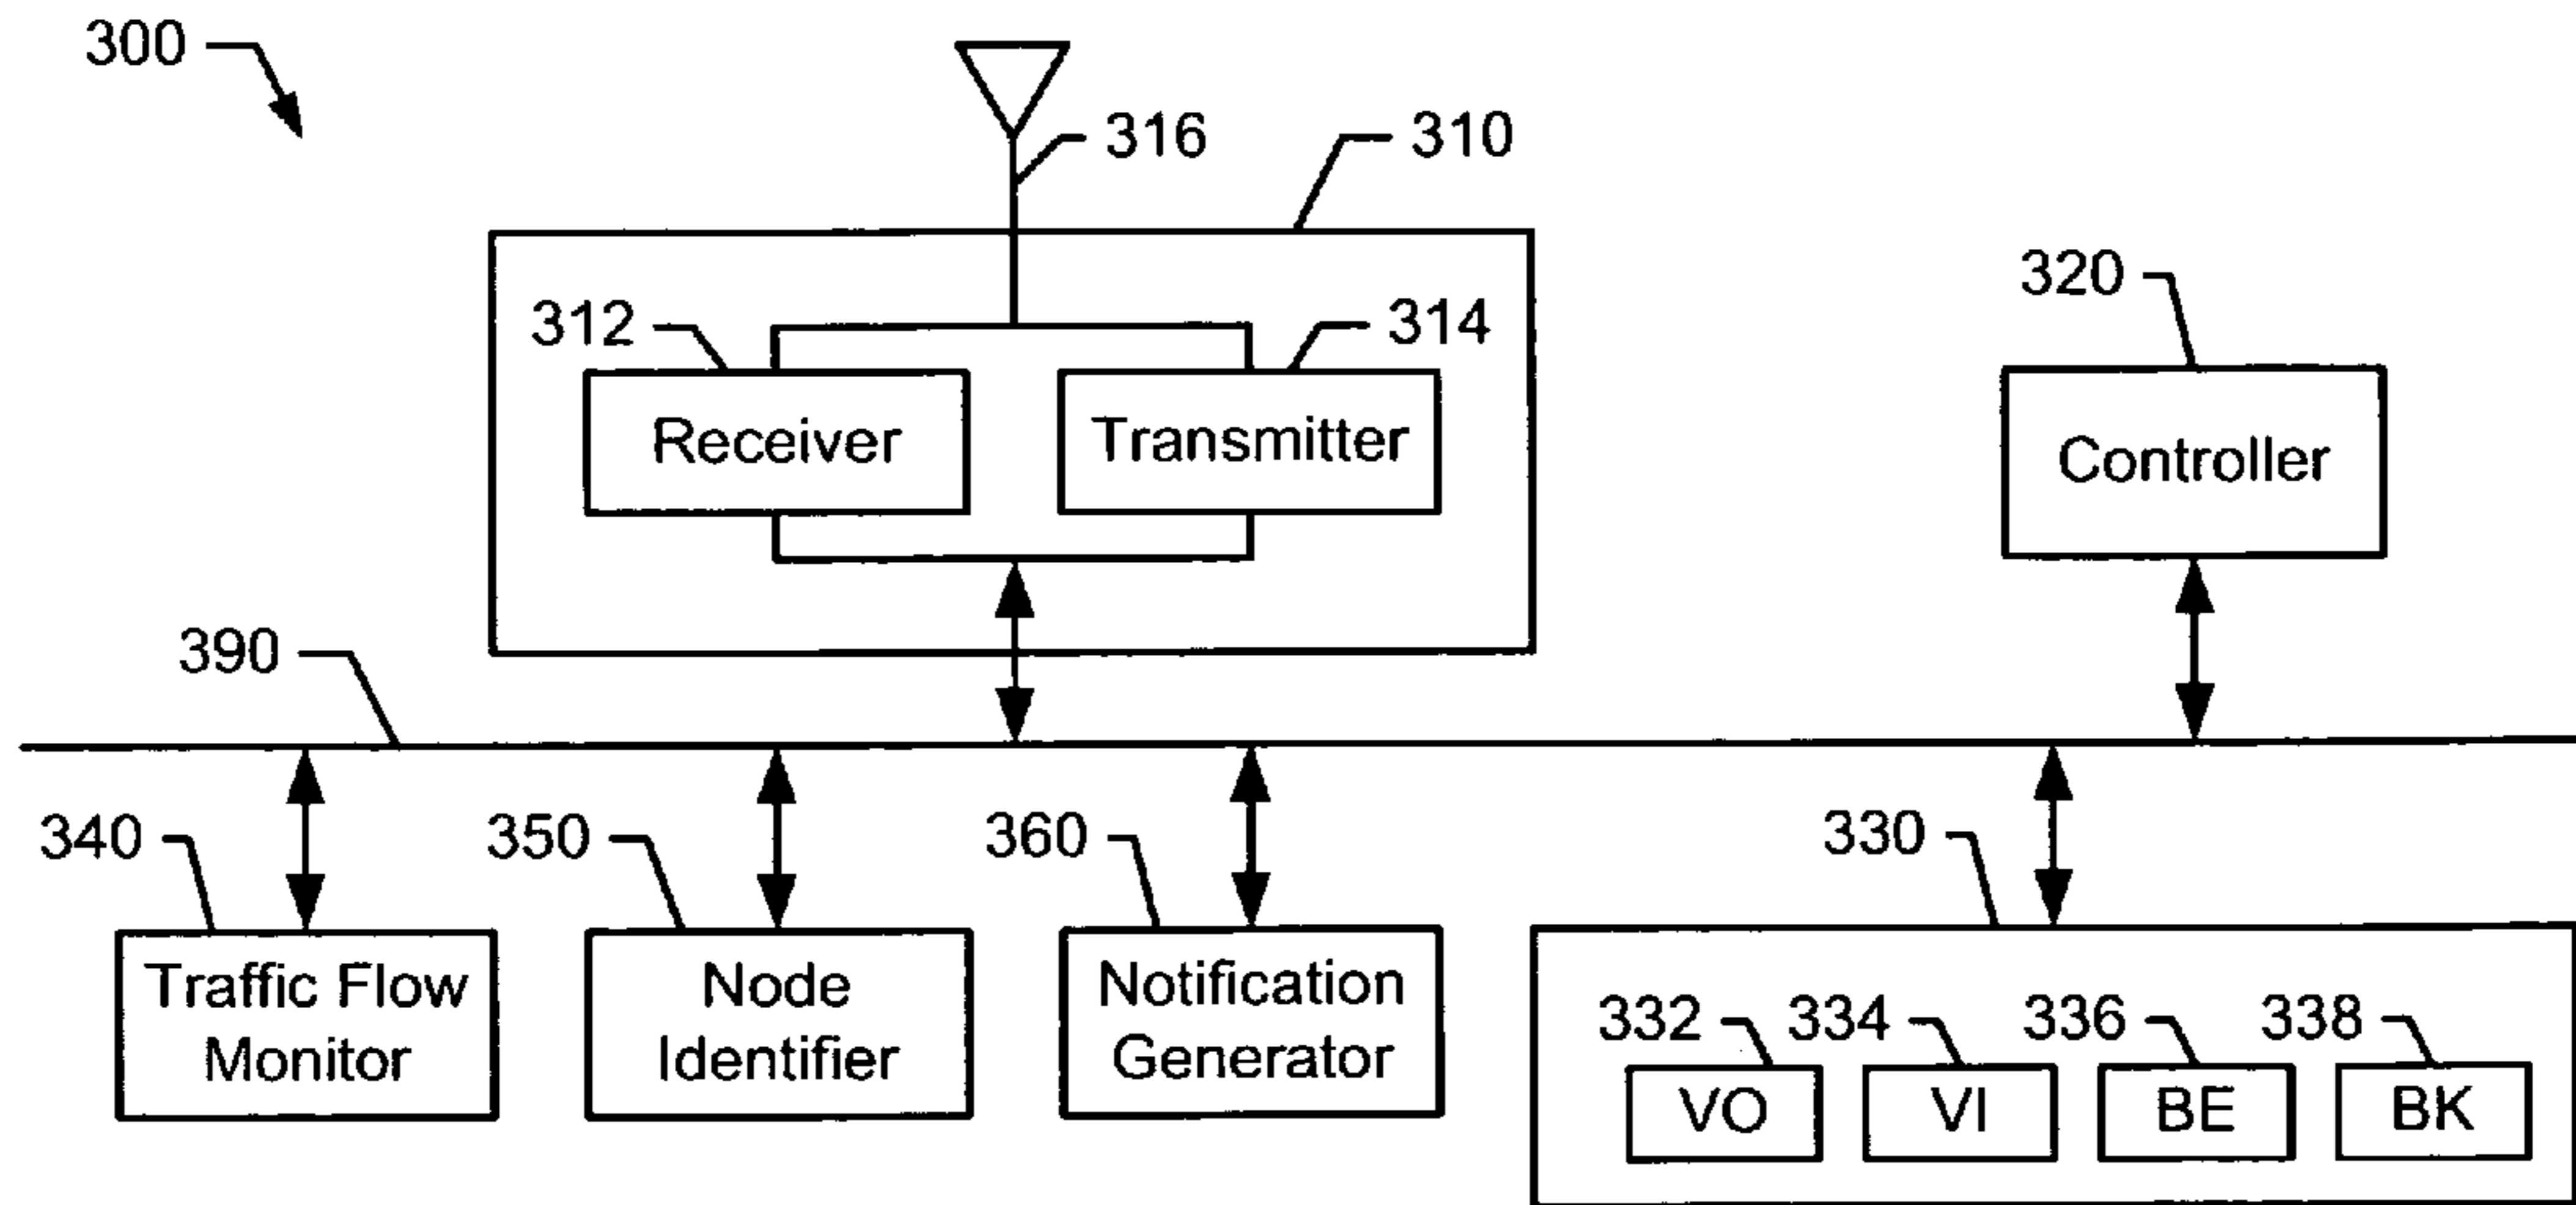 300
316
310
312
314
320
Receiver
Transmitter
Controller
390
340
350
360
330
Traffic Flow
Monitor
Node
Identifier
Notification
Generator
332
334
336
338
VO
VI
BE
BK